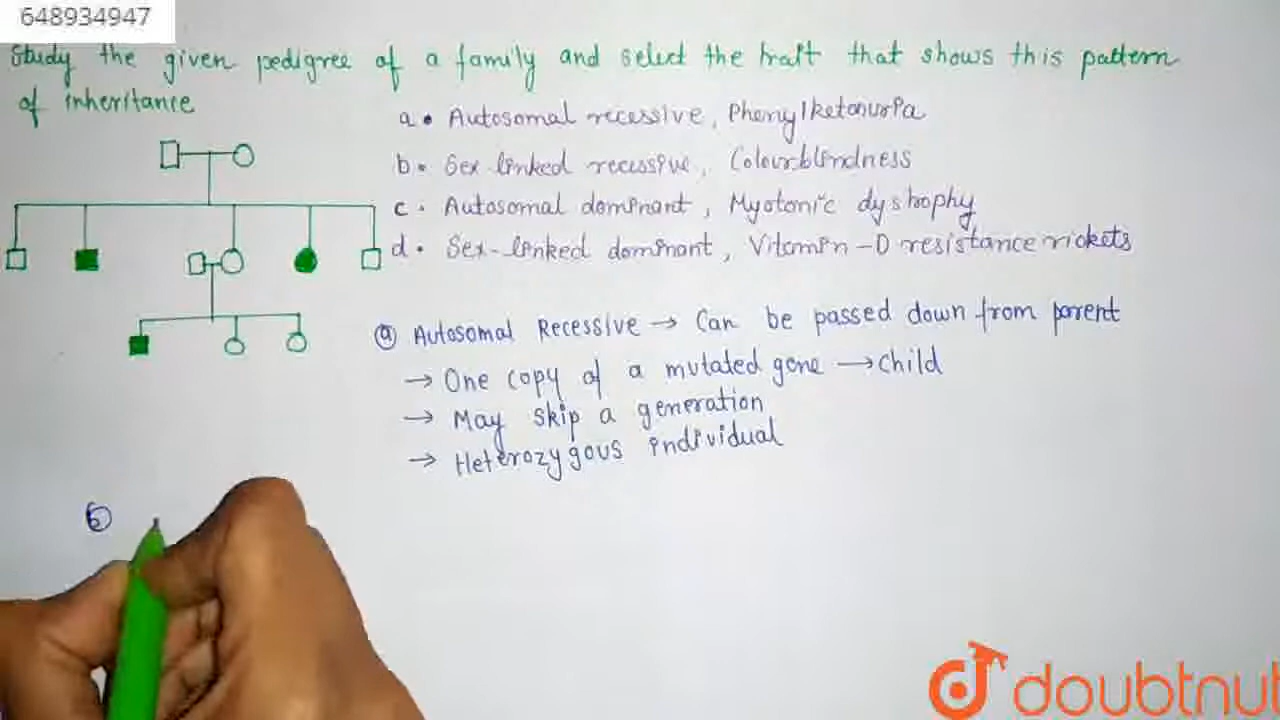 648934947
Study the given pedigree of a family and select the trait that shows this pattern
of inheritance
a. Autosomal recessive, Phenylketonuria
b. Sex linked recessive, Colourblindness
c. Autosomal dominant, Myotonic dystrophy
d. Sex-linked dominant, Vitamin-D resistance rickets
ⓐ Autosomal Recessive → Can be passed down from parent
→ One copy of a mutated gene → child
→ May skip a generation
→ Heterozygous individual
ⓑ
doubtnut